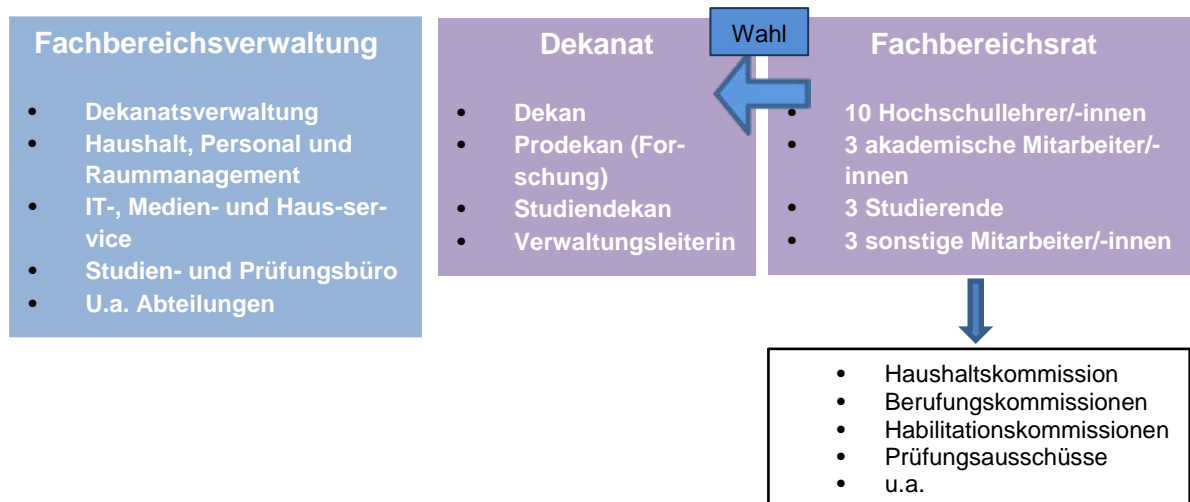 Fachbereichsverwaltung
• Dekanatsverwaltung
• Haushalt, Personal und
Raummanagement
• IT-, Medien- und Haus-ser-
vice
• Studien- und Prüfungsbüro
• U.a. Abteilungen
Dekanat
• Dekan
• Prodekan (For-
schung)
• Studiendekan
• Verwaltungsleiterin
Wahl
Fachbereichsrat
• 10 Hochschullehrer/-innen
• 3 akademische Mitarbeiter/-
innen
• 3 Studierende
• 3 sonstige Mitarbeiter/-innen
• Haushaltskommission
• Berufungskommissionen
• Habilitationskommissionen
• Prüfungsausschüsse
• u.a.